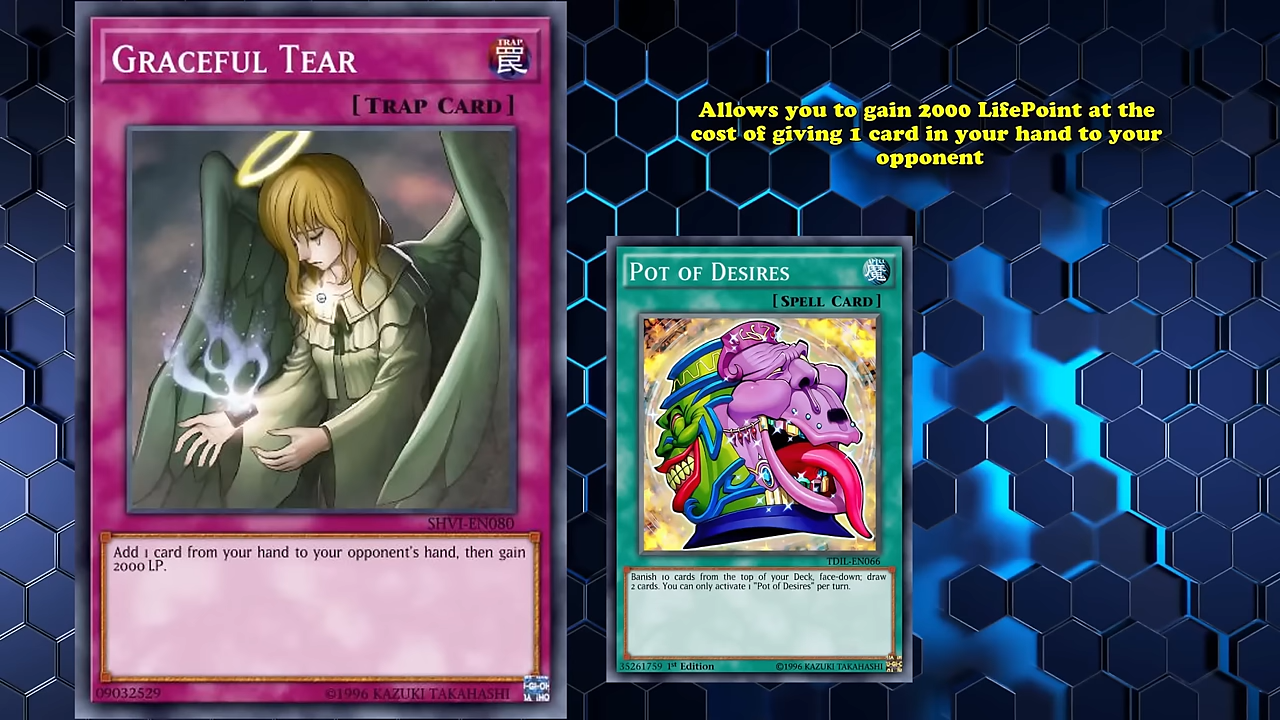 GRACEFUL TEAR
TRAP
罠
[TRAP CARD]
SHVI-EN080
Add 1 card from your hand to your opponent's hand, then gain
2000 LP.
09032529
©1996 KAZUKI TAKAHASHI
Allows you to gain 2000 LifePoint at the
cost of giving 1 card in your hand to your
opponent
POT OF DESIRES
魔
[SPELL CARD]
TDIL-EN066
Banish 10 cards from the top of your Deck, face-down; draw
2 cards. You can only activate 1 "Pot of Desires" per turn.
35261759 1st Edition
©1996 KAZUKI TAKAHASHI